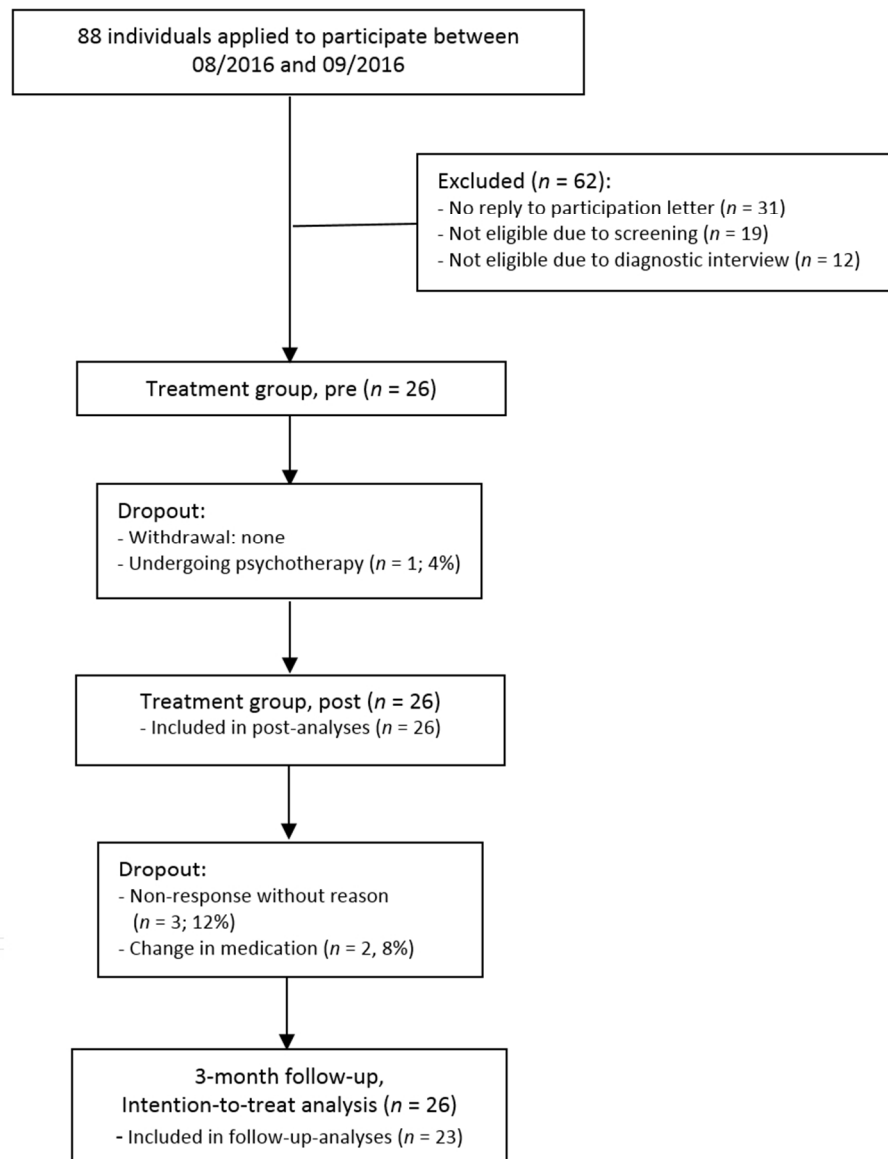 88 individuals applied to participate between
08/2016 and 09/2016
Excluded (n = 62):
- No reply to participation letter (n = 31)
- Not eligible due to screening (n = 19)
- Not eligible due to diagnostic interview (n = 12)
Treatment group, pre (n = 26)
Dropout:
- Withdrawal: none
- Undergoing psychotherapy (n = 1; 4%)
Treatment group, post (n = 26)
- Included in post-analyses (n = 26)
Dropout:
- Non-response without reason
(n = 3; 12%)
- Change in medication (n = 2, 8%)
3-month follow-up,
Intention-to-treat analysis (n = 26)
- Included in follow-up-analyses (n = 23)